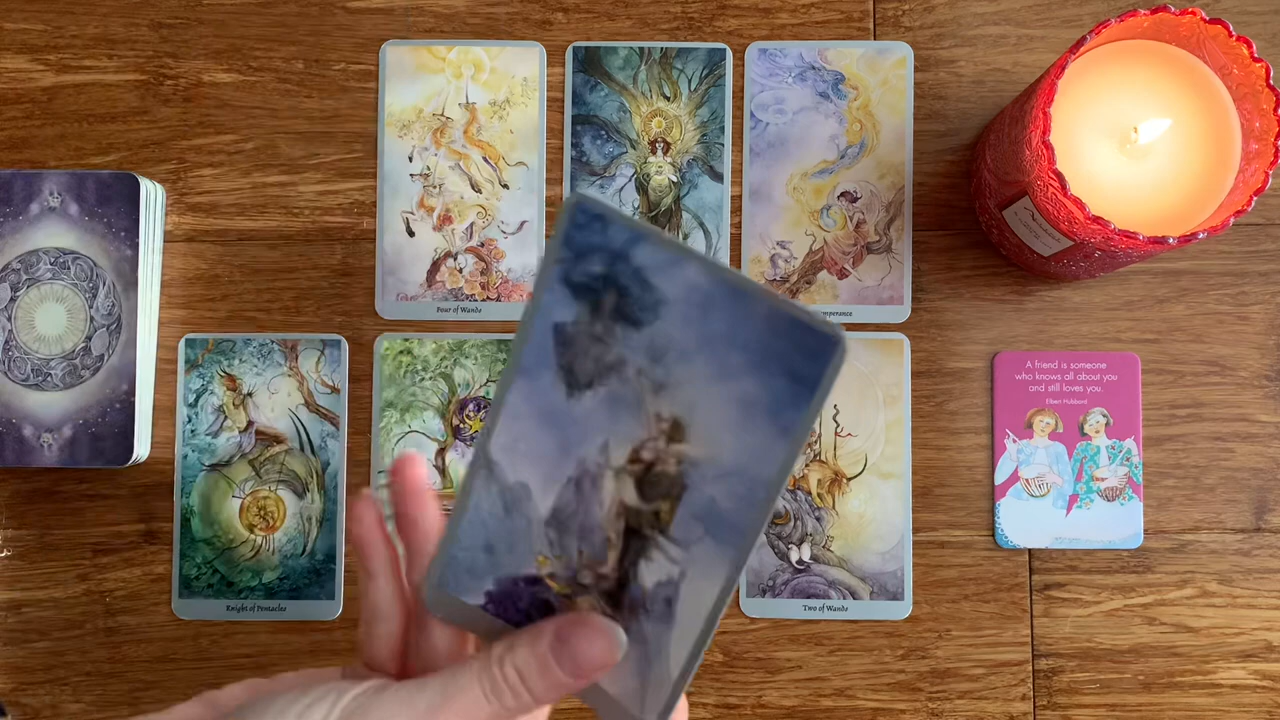 Four of Wands
Knight of Pentacles
Two of Wands
A friend is someone
who knows all about you
and still loves you.
Elbert Hubbard